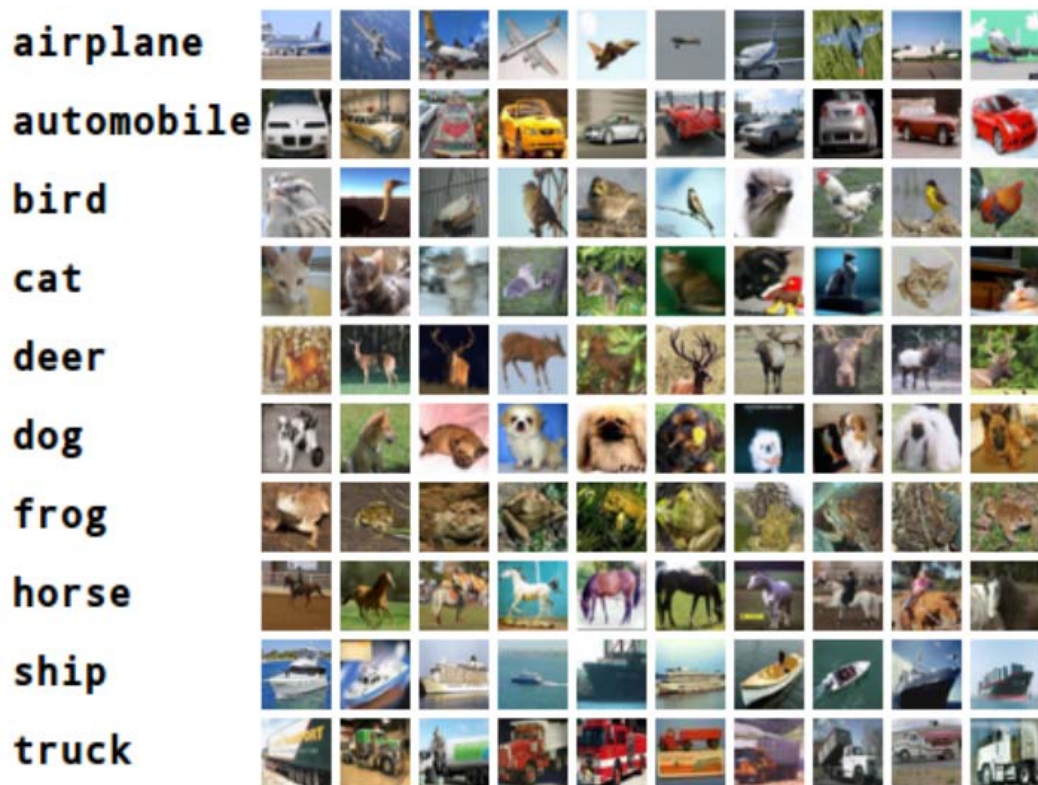 airplane
automobile
bird
cat
deer
dog
frog
horse
ship
truck